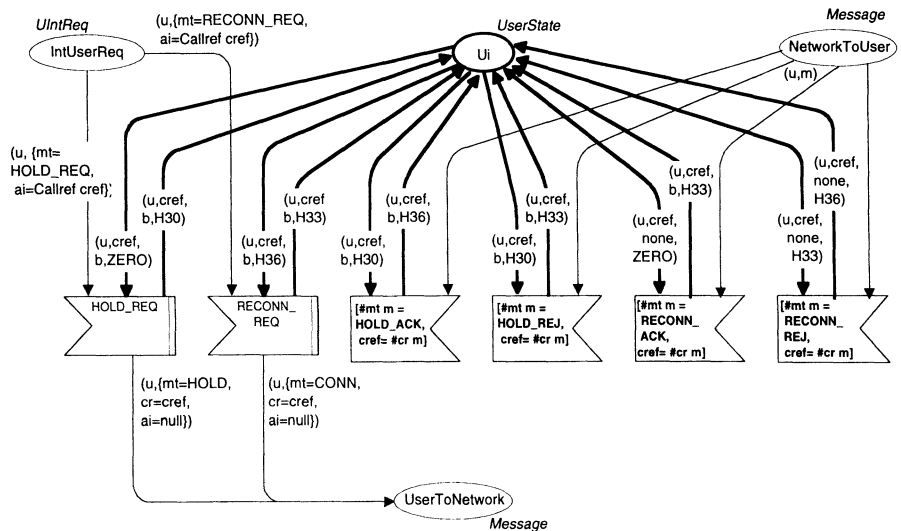 UIntReq
IntUserReq
(u,{mt=RECONN_REQ,
ai=Callref cref})
UserState
Ui
Message
NetworkToUser
(u,m)
(u, {mt=
HOLD_REQ,
ai=Callref cref})
(u,cref,
b,ZERO)
(u,cref,
b,H30)
(u,cref,
b,H36)
(u,cref,
b,H33)
(u,cref,
b,H30)
(u,cref,
b,H36)
(u,cref,
b,H30)
(u,cref,
b,H33)
(u,cref,
none,
ZERO)
(u,cref,
b,H33)
(u,cref,
none,
H33)
(u,cref,
none,
H36)
HOLD_REQ
RECONN_
REQ
[#mt m =
HOLD_ACK,
cref= #cr m]
[#mt m =
HOLD_REJ,
cref= #cr m]
[#mt m =
RECONN_
ACK,
cref= #cr m]
[#mt m =
RECONN_
REJ,
cref= #cr m]
(u,{mt=HOLD,
cr=cref,
ai=null})
(u,{mt=CONN,
cr=cref,
ai=null})
UserToNetwork
Message